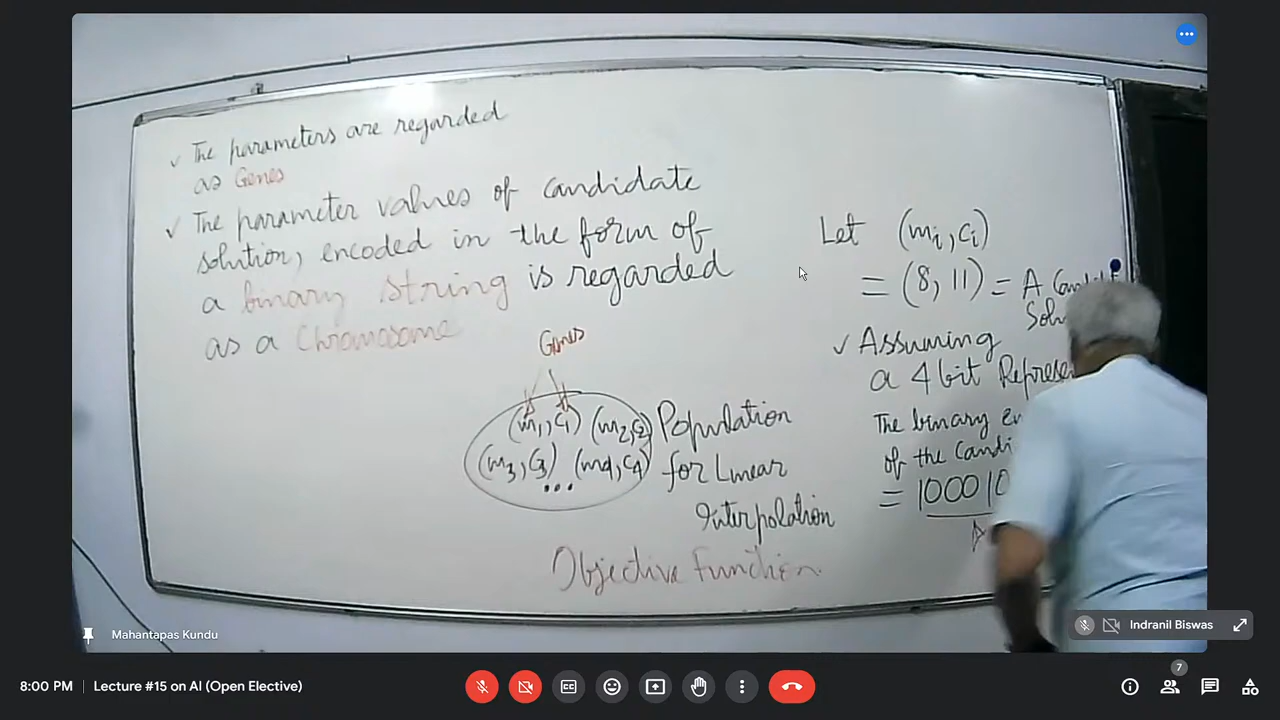 ✓ The parameters are regarded
as Genes
✓ The parameter values of candidate
solution, encoded in the form of
a binary string is regarded
as a Chromosome
Genes
(m1, c1) (m2, c2)
(m3, c3) (m4, c4)
...
Population
for Linear
Interpolation
Objective Function
Let (mi, ci)
= (8, 11) = A
Soln
✓ Assuming
a 4 bit
The binary
of the
= 100010
Mahantapas Kundu
Indranil Biswas
8:00 PM | Lecture #15 on AI (Open Elective)
CC
7